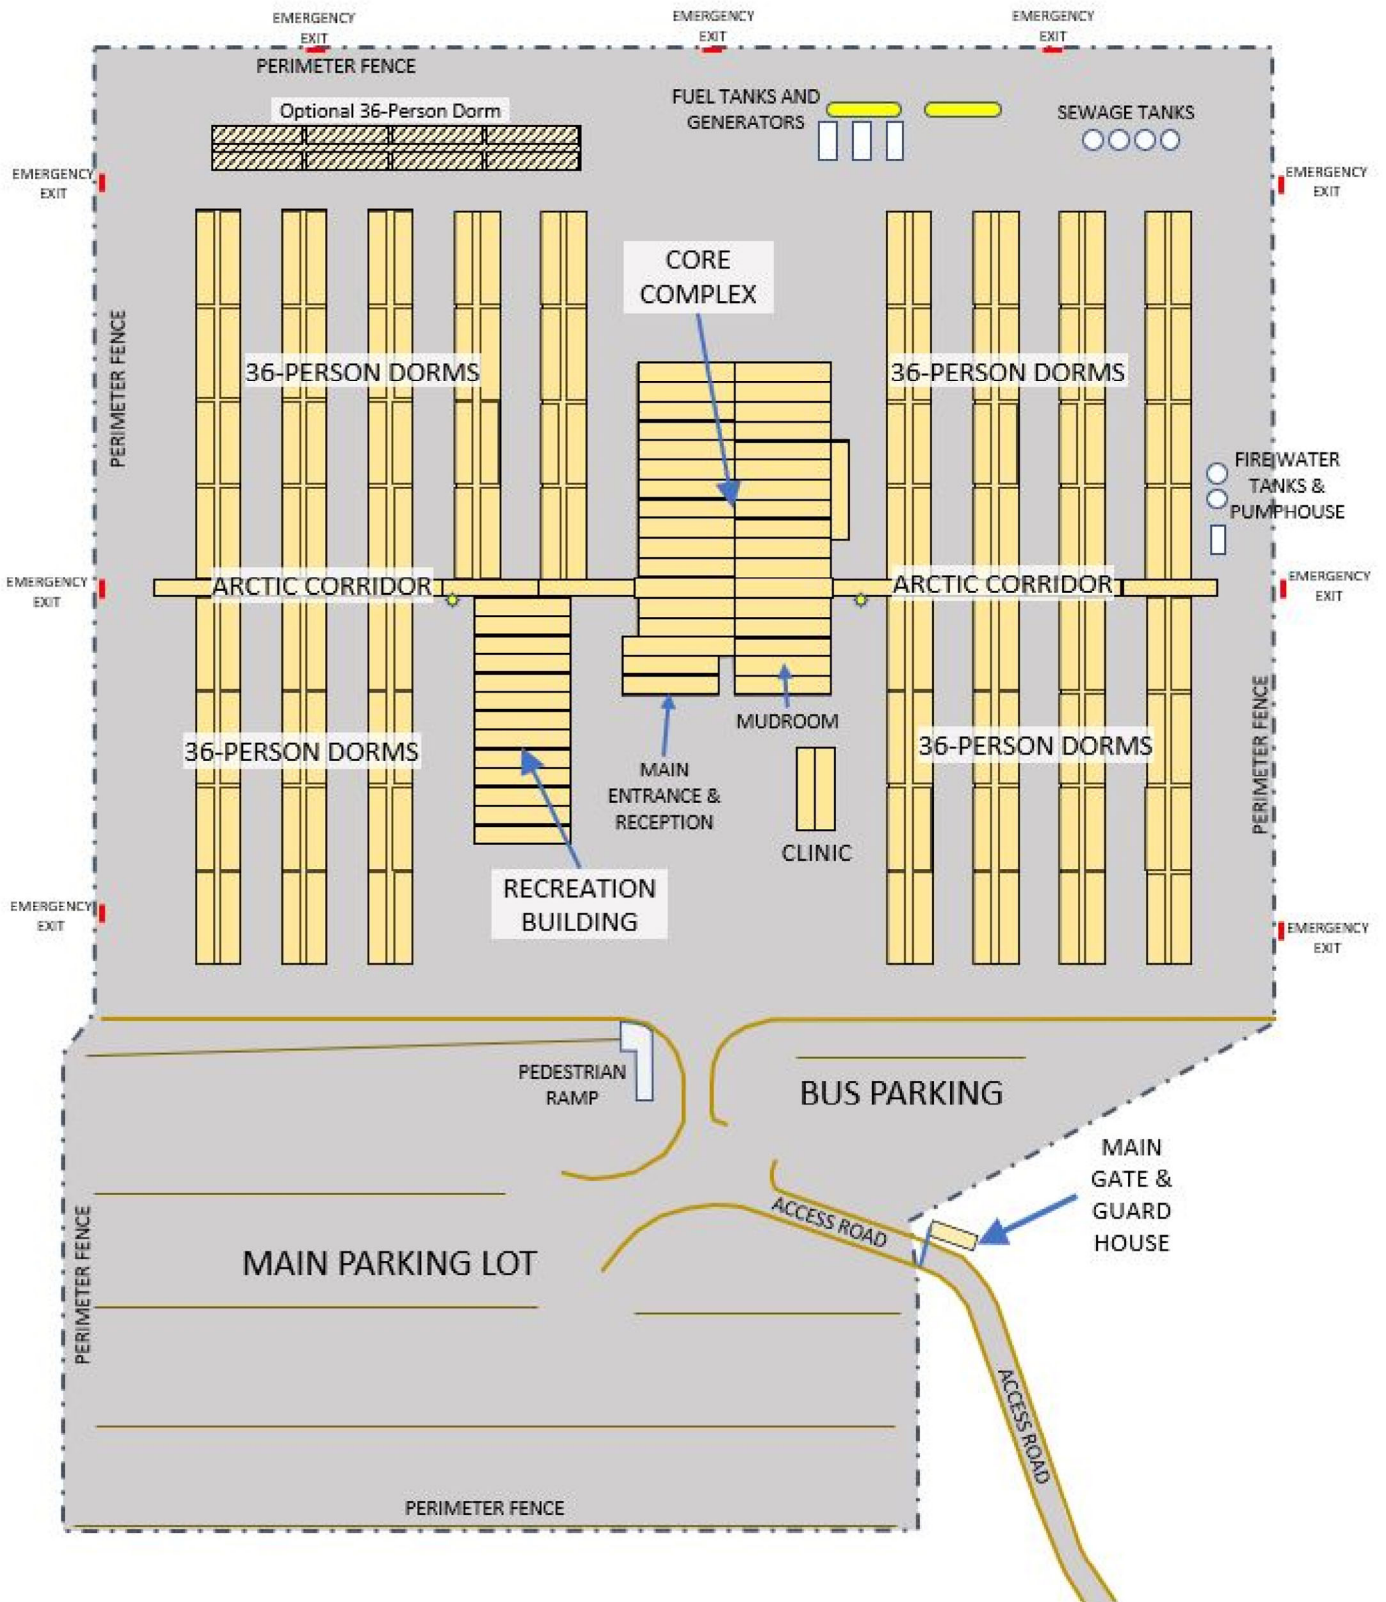 EMERGENCY
EXIT
EMERGENCY
EXIT
EMERGENCY
EXIT
PERIMETER FENCE
Optional 36-Person Dorm
FUEL TANKS AND
GENERATORS
SEWAGE TANKS
EMERGENCY
EXIT
EMERGENCY
EXIT
CORE
COMPLEX
PERIMETER FENCE
36-PERSON DORMS
36-PERSON DORMS
FIRE WATER
TANKS &
PUMPHOUSE
EMERGENCY
EXIT
ARCTIC CORRIDOR
ARCTIC CORRIDOR
EMERGENCY
EXIT
36-PERSON DORMS
MUDROOM
36-PERSON DORMS
PERIMETER FENCE
MAIN
ENTRANCE &
RECEPTION
CLINIC
RECREATION
BUILDING
EMERGENCY
EXIT
EMERGENCY
EXIT
PEDESTRIAN
RAMP
BUS PARKING
MAIN
GATE &
GUARD
HOUSE
ACCESS ROAD
PERIMETER FENCE
MAIN PARKING LOT
ACCESS ROAD
PERIMETER FENCE